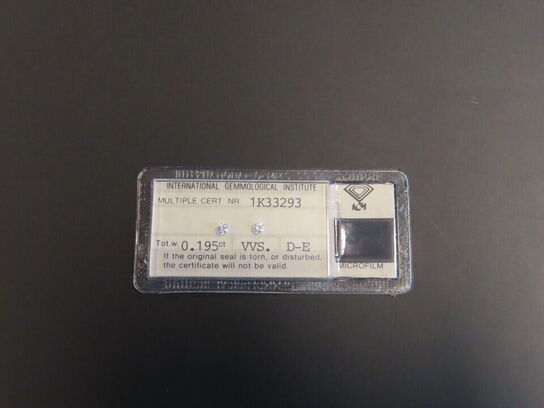 INTERNATIONAL GEMMOLOGICAL INSTITUTE
MULTIPLE CERT NR 1K33293
Tot.w. 0.195ct VVS. D-E
If the original seal is torn, or disturbed,
the certificate will not be valid.
MICROFILM